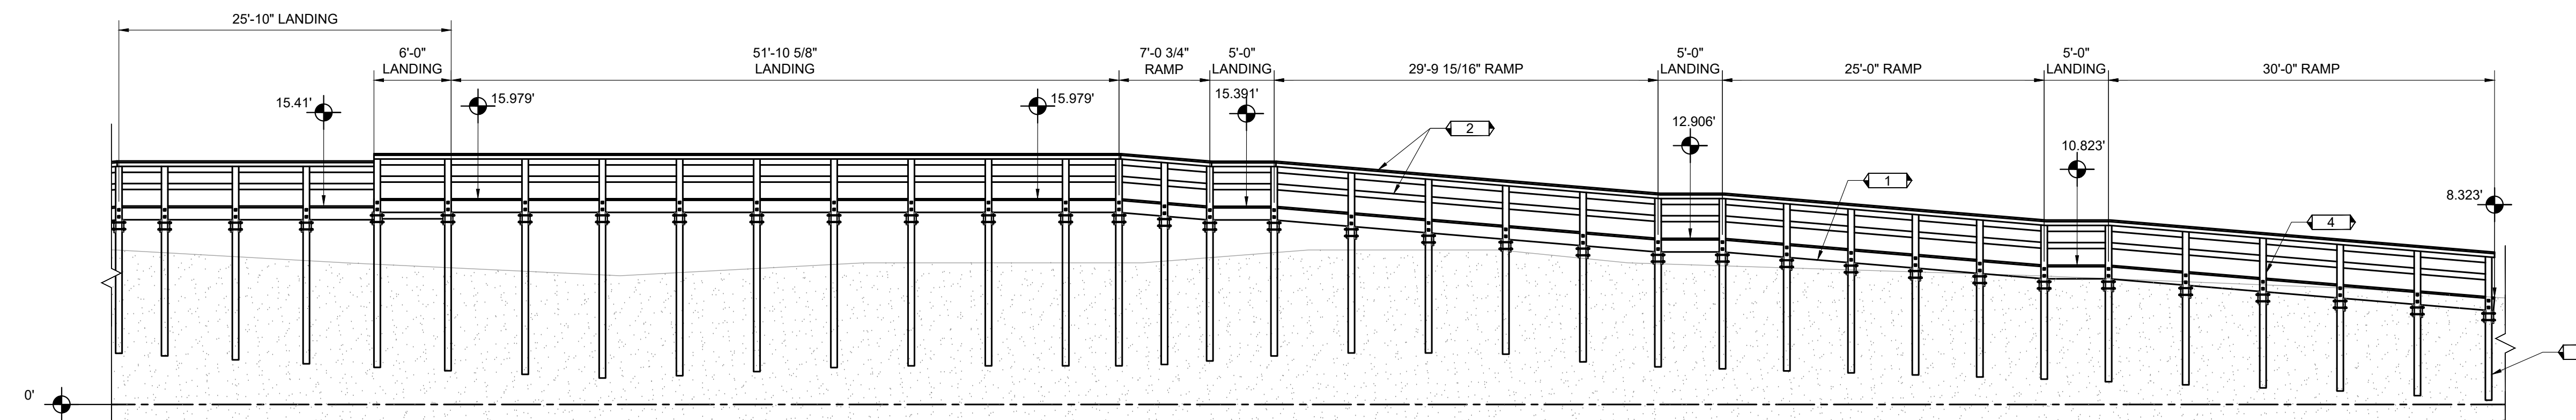 25'-10" LANDING
6'-0"
LANDING
51'-10 5/8"
LANDING
7'-0 3/4"
RAMP
5'-0"
LANDING
29'-9 15/16" RAMP
5'-0"
LANDING
25'-0" RAMP
5'-0"
LANDING
30'-0" RAMP
15.41'
15.979'
15.979'
15.391'
2
12.906'
10.823'
1
8.323'
4
0'